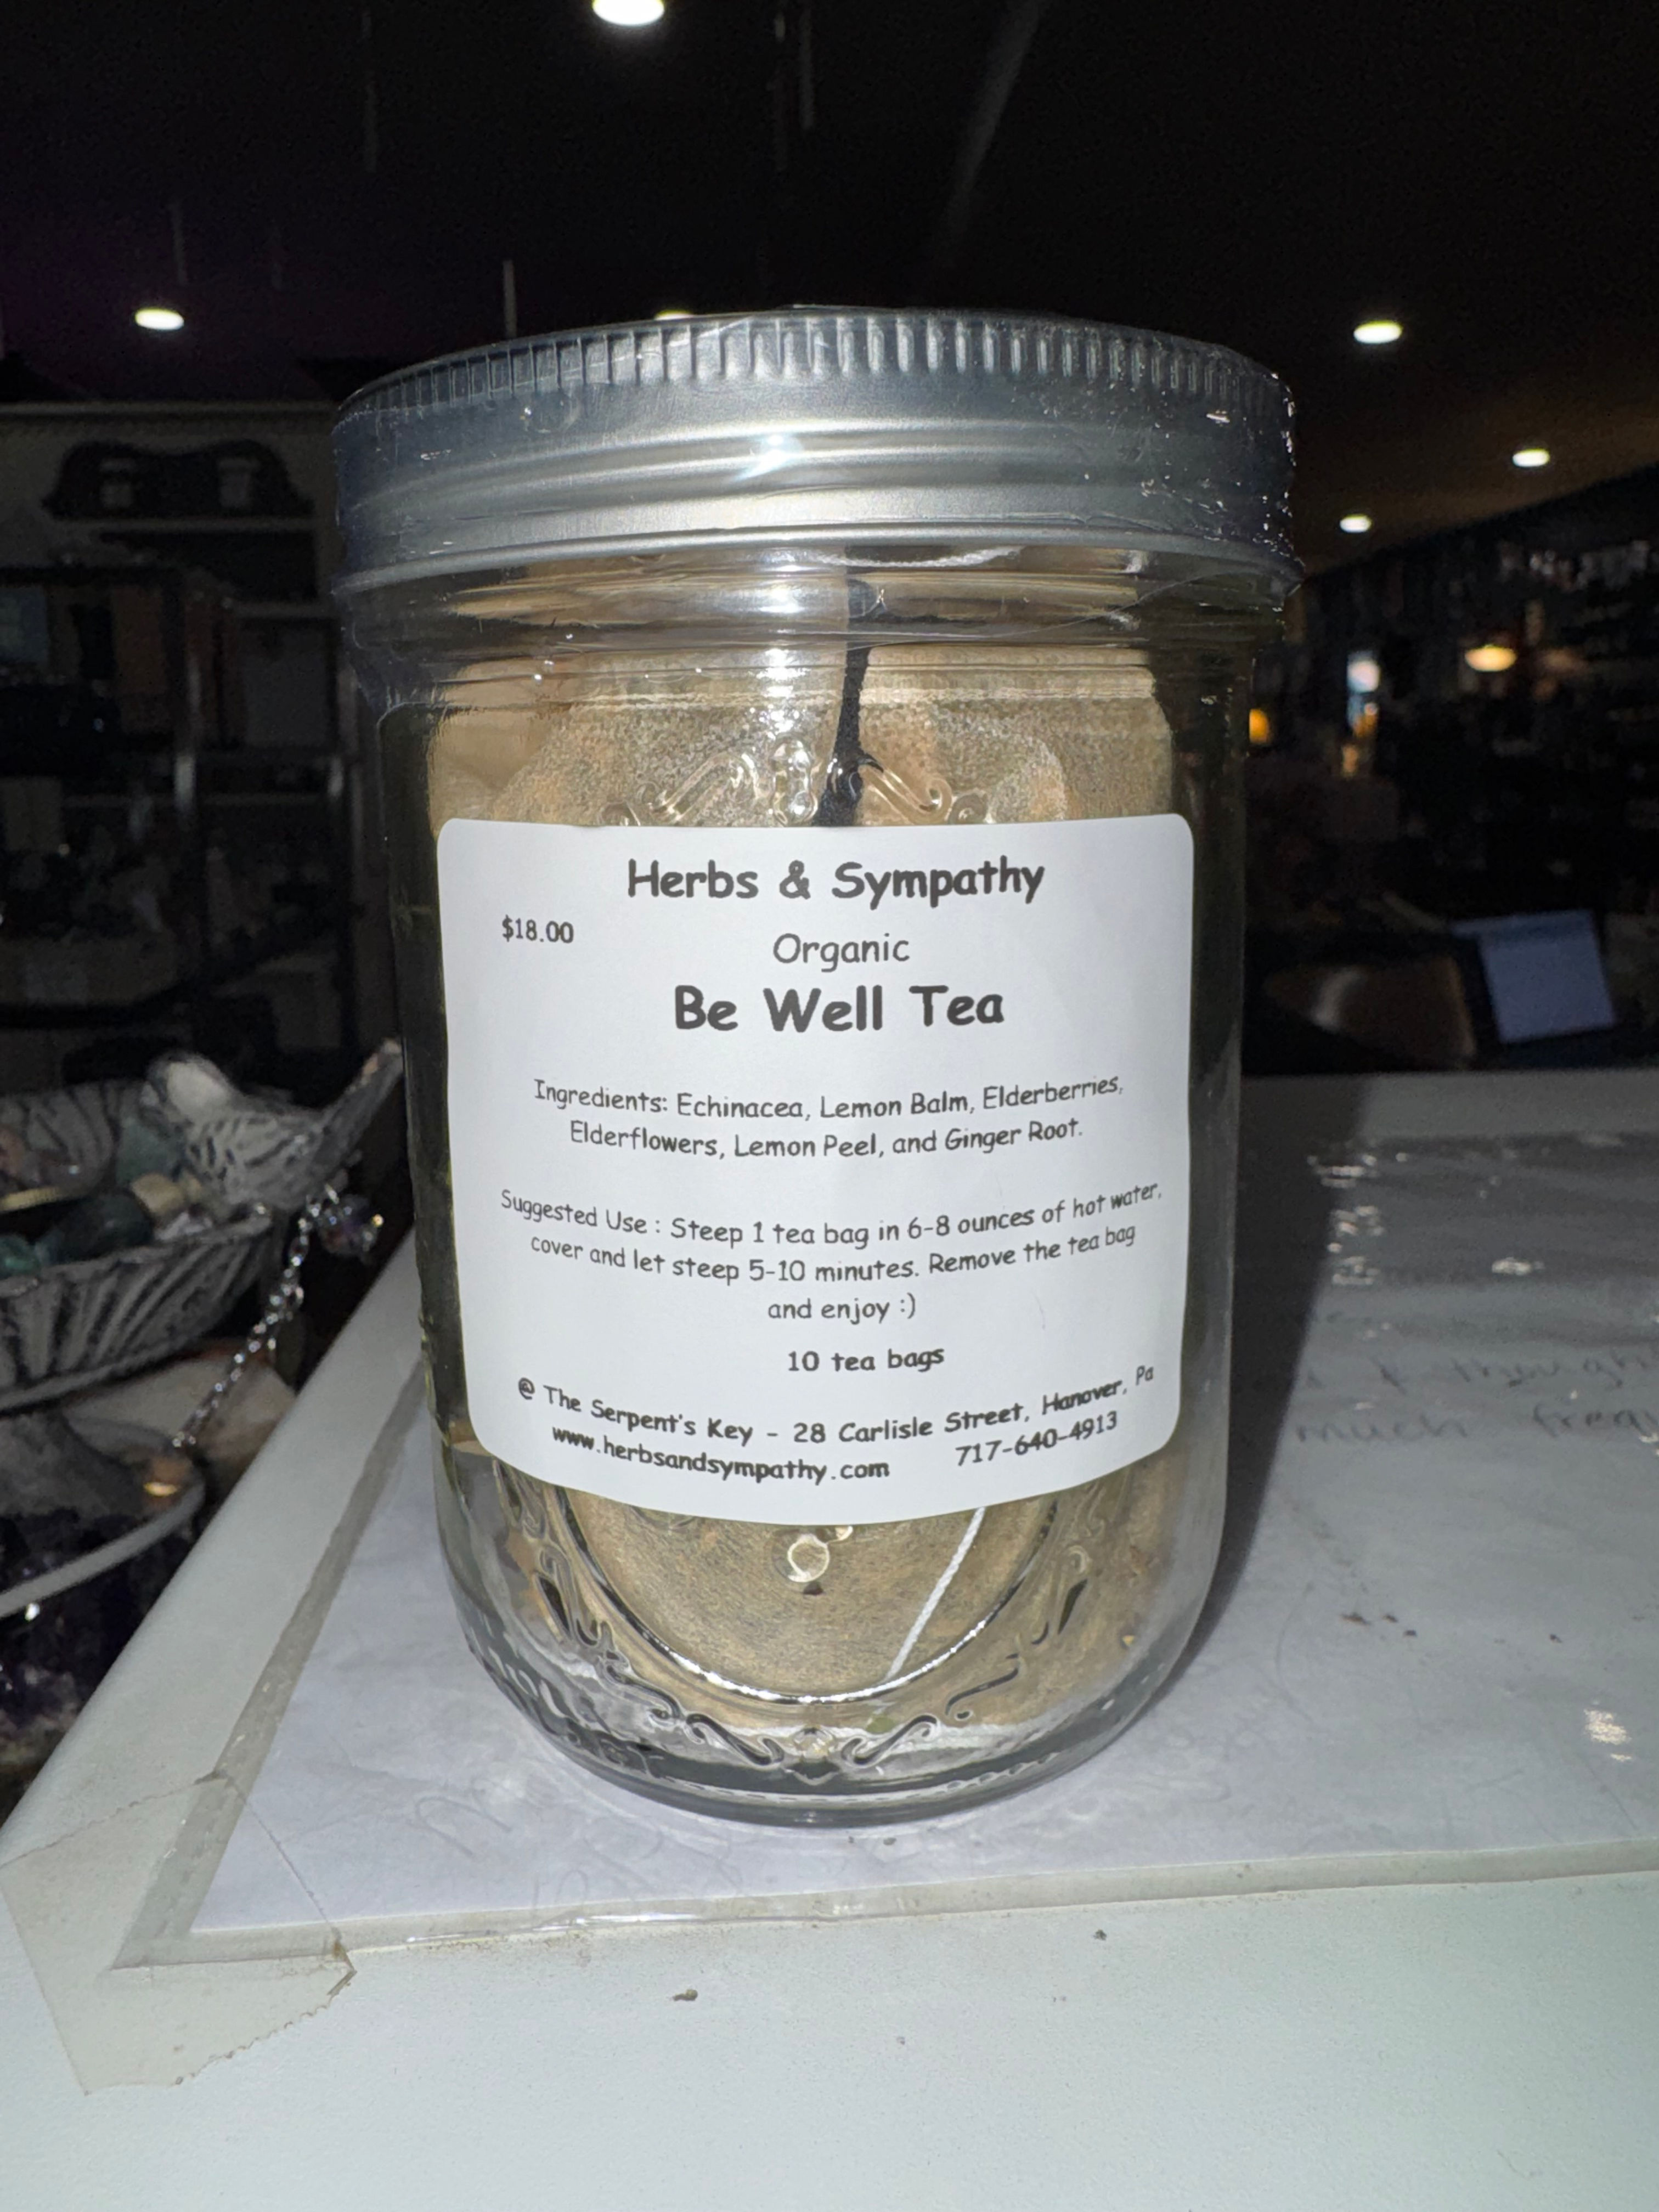 Herbs & Sympathy
$18.00
Organic
Be Well Tea
Ingredients: Echinacea, Lemon Balm, Elderberries,
Elderflowers, Lemon Peel, and Ginger Root.
Suggested Use : Steep 1 tea bag in 6-8 ounces of hot water,
cover and let steep 5-10 minutes. Remove the tea bag
and enjoy :)
10 tea bags
@ The Serpent's Key - 28 Carlisle Street, Hanover, Pa
www.herbsandsympathy.com 717-640-4913
much